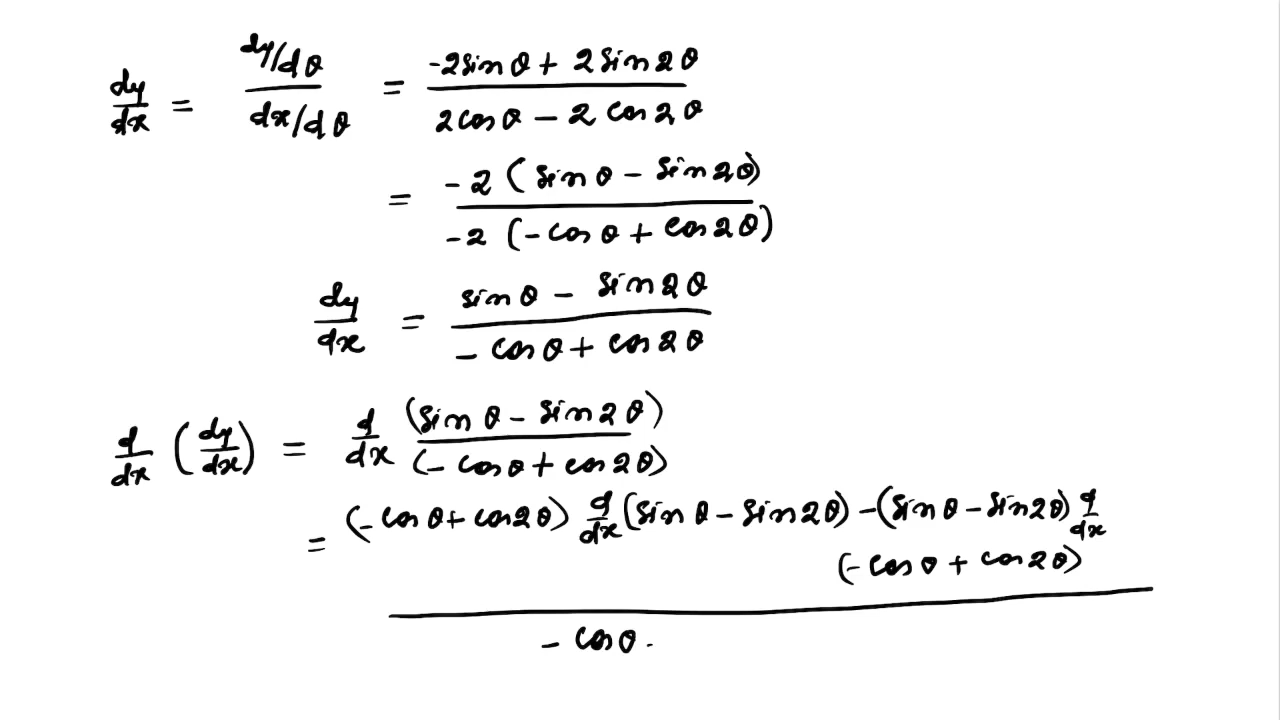 dy/dx = (dy/dθ)/(dx/dθ) = (-2sinθ + 2sin2θ)/(2cosθ - 2cos2θ)
= -2(sinθ - sin2θ)/-2(-cosθ + cos2θ)
dy/dx = (sinθ - sin2θ)/(-cosθ + cos2θ)
d/dx (dy/dx) = d/dx (sinθ - sin2θ)/(-cosθ + cos2θ)
= (-cosθ + cos2θ) d/dx (sinθ - sin2θ) - (sinθ - sin2θ) d/dx
(-cosθ + cos2θ)
- cosθ .